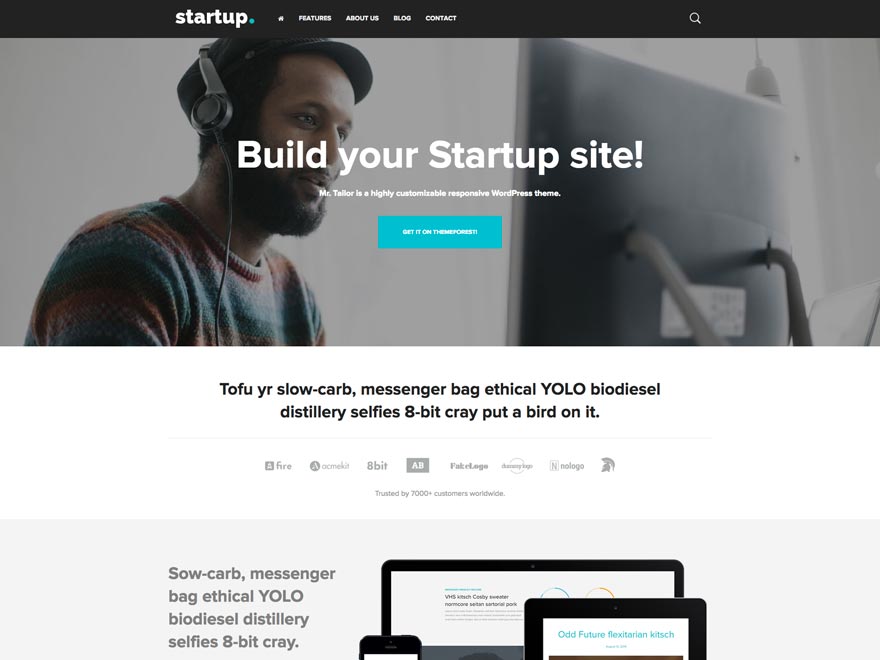 startup.
FEATURES
ABOUT US
BLOG
CONTACT
Build your Startup site!
Mr. Tailor is a highly customizable responsive WordPress theme.
GET IT ON THEMEFOREST!
Tofu yr slow-carb, messenger bag ethical YOLO biodiesel
distillery selfies 8-bit cray put a bird on it.
fire
acmekit
8bit
AB
FakeLogo
dummy logo
N nologo
Trusted by 7000+ customers worldwide.
Sow-carb, messenger
bag ethical YOLO
biodiesel distillery
selfies 8-bit cray.
VHS kitsch Cosby sweater
normcore seitan sartorial pork
Odd Future flexitarian kitsch